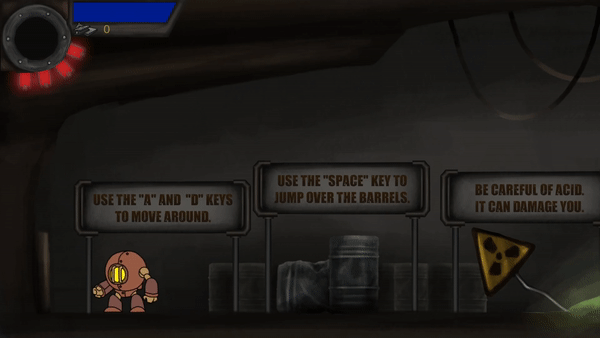 0
USE THE "A" AND "D" KEYS
TO MOVE AROUND.
USE THE "SPACE" KEY TO
JUMP OVER THE BARRELS.
BE CAREFUL OF ACID.
IT CAN DAMAGE YOU.